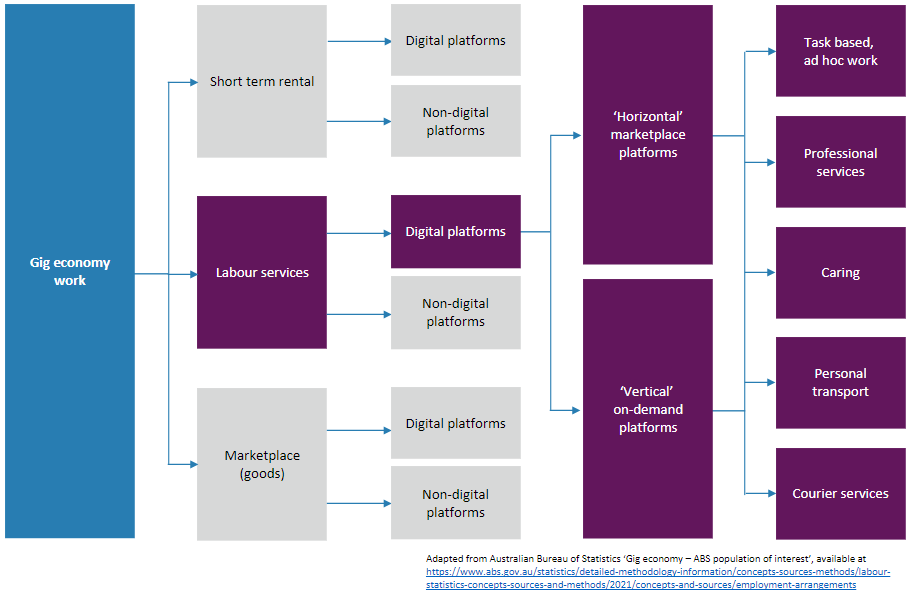 Gig economy
work
Short term rental
Digital platforms
Non-digital
platforms
Labour services
Digital platforms
Non-digital
platforms
Marketplace
(goods)
Digital platforms
Non-digital
platforms
‘Horizontal’
marketplace
platforms
‘Vertical’
on-demand
platforms
Task based,
ad hoc work
Professional
services
Caring
Personal
transport
Courier services
Adapted from Australian Bureau of Statistics ‘Gig economy – ABS population of interest’, available at
https://www.abs.gov.au/statistics/detailed-methodology-information/concepts-sources-methods/labour-
statistics-concepts-sources-and-methods/2021/concepts-and-sources/employment-arrangements